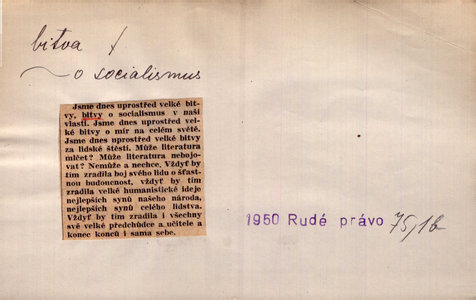 bitva
~ o socialismus
Jsme dnes uprostřed velké bit-
vy, bitvy o socialismus v naší
vlasti. Jsme dnes uprostřed vel-
ké bitvy o mír na celém světě.
Jsme dnes uprostřed velké bitvy
za lidské štěstí. Může literatura
mlčet? Může literatura nebojo-
vat? Nemůže a nechce. Vždyť by
tím zradila boj svého lidu o šťast-
nou budoucnost, vždyť by tím
zradila velké humanistické ideje
nejlepších synů našeho národa,
nejlepších synů celého lidstva.
Vždyť by tím zradila i všechny
své velké předchůdce a učitele a
konec konců i sama sebe.
1950 Rudé právo 75,1